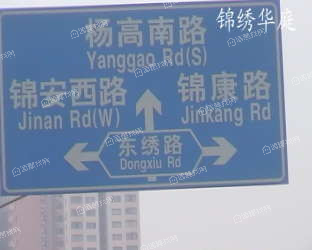 锦绣华庭
杨高南路
Yanggao Rd(S)
锦安西路
Jinan Rd(W)
锦康路
Jinkang Rd
东绣路
Dongxiu Rd